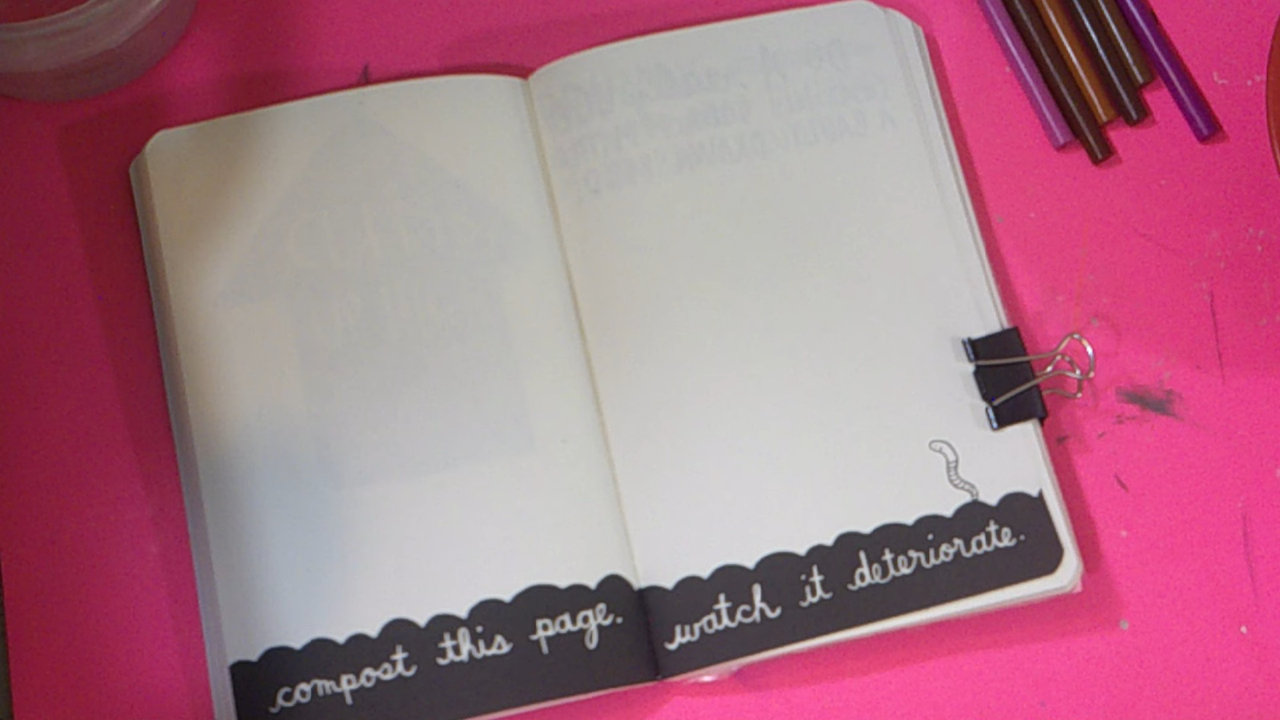 compost this page.
watch it deteriorate.